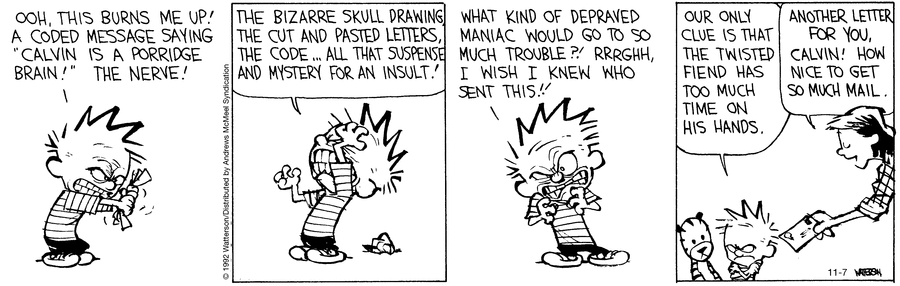 OOH, THIS BURNS ME UP!
A CODED MESSAGE SAYING
"CALVIN IS A PORRIDGE
BRAIN!" THE NERVE!
© 1992 Watterson/Distributed by Andrews McMeel Syndication
THE BIZARRE SKULL DRAWING,
THE CUT AND PASTED LETTERS,
THE CODE... ALL THAT SUSPENSE
AND MYSTERY FOR AN INSULT!
WHAT KIND OF DEPRAVED
MANIAC WOULD GO TO SO
MUCH TROUBLE?! RRRGHH,
I WISH I KNEW WHO
SENT THIS!!
OUR ONLY
CLUE IS THAT
THE TWISTED
FIEND HAS
TOO MUCH
TIME ON
HIS HANDS.
ANOTHER LETTER
FOR YOU,
CALVIN! HOW
NICE TO GET
SO MUCH MAIL.
11-7 WATTERSON